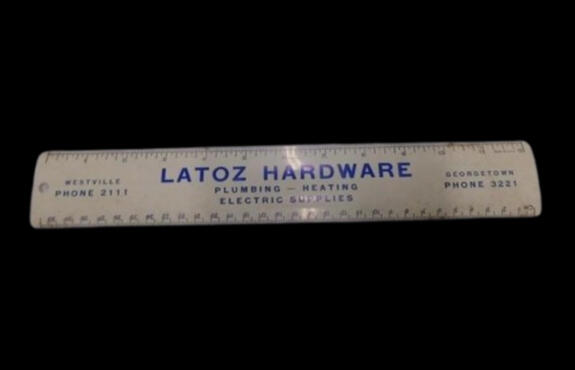 LATOZ HARDWARE
PLUMBING — HEATING
ELECTRIC SUPPLIES
WESTVILLE
PHONE 2111
GEORGETOWN
PHONE 3221